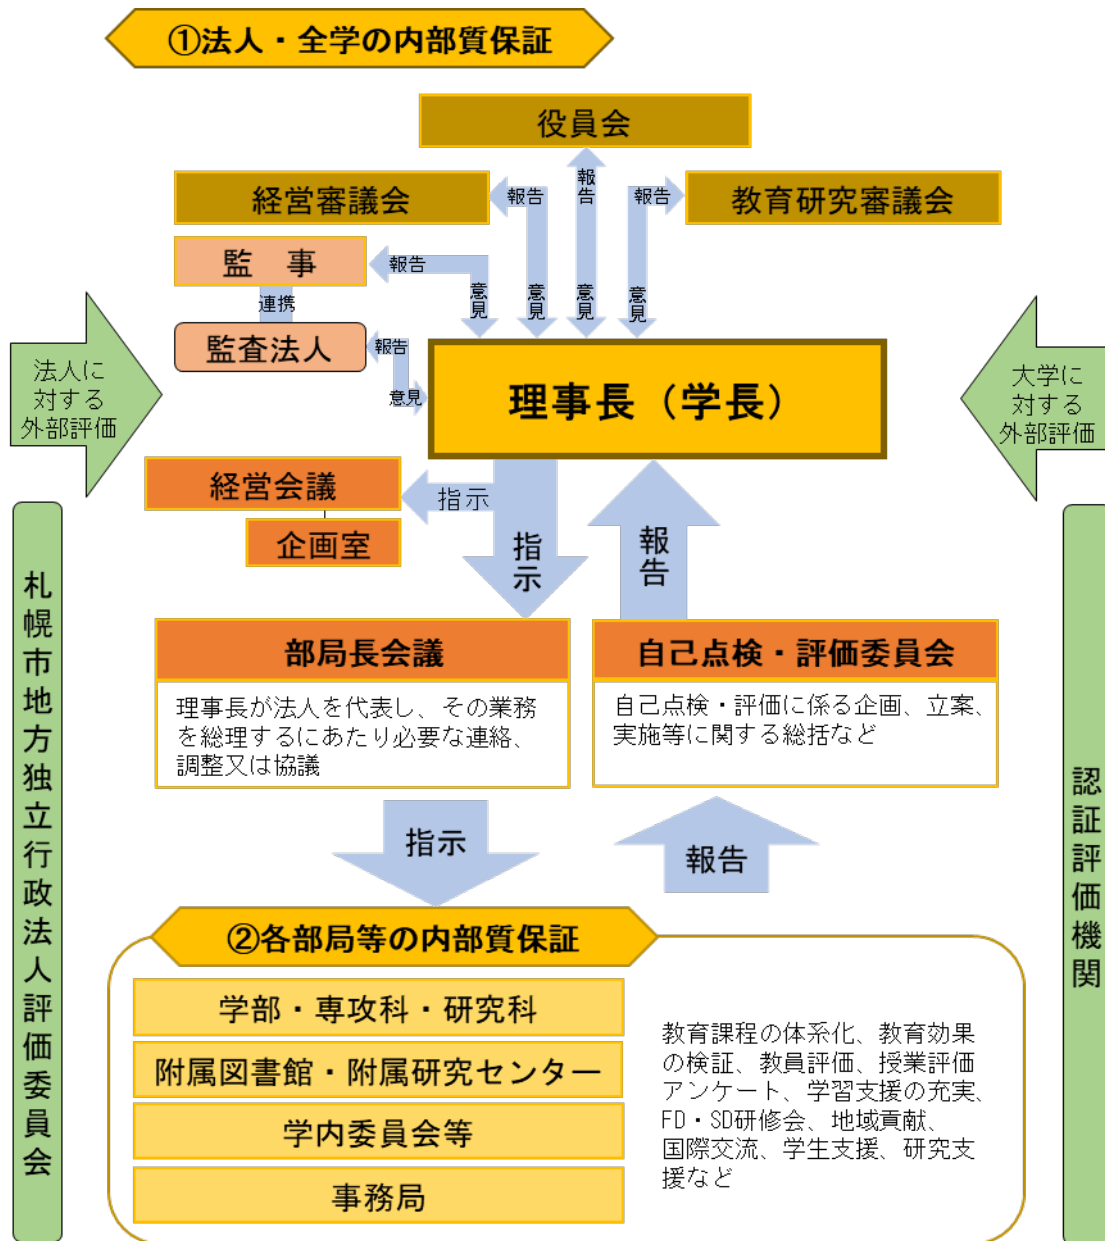 ①法人・全学の内部質保証
役員会
経営審議会
報告
報告
報告
教育研究審議会
監　事
報告
意見
意見
意見
意見
連携
監査法人
報告
意見
理事長（学長）
法人に
対する
外部評価
大学に
対する
外部評価
経営会議
指示
企画室
指示
報告
部局長会議
理事長が法人を代表し、その業務
を総理するにあたり必要な連絡、
調整又は協議
自己点検・評価委員会
自己点検・評価に係る企画、立案、
実施等に関する総括など
指示
報告
札幌市地方独立行政法人評価委員会
認証評価機関
②各部局等の内部質保証
学部・専攻科・研究科
附属図書館・附属研究センター
学内委員会等
事務局
教育課程の体系化、教育効果
の検証、教員評価、授業評価
アンケート、学習支援の充実、
FD・SD研修会、地域貢献、
国際交流、学生支援、研究支
援など